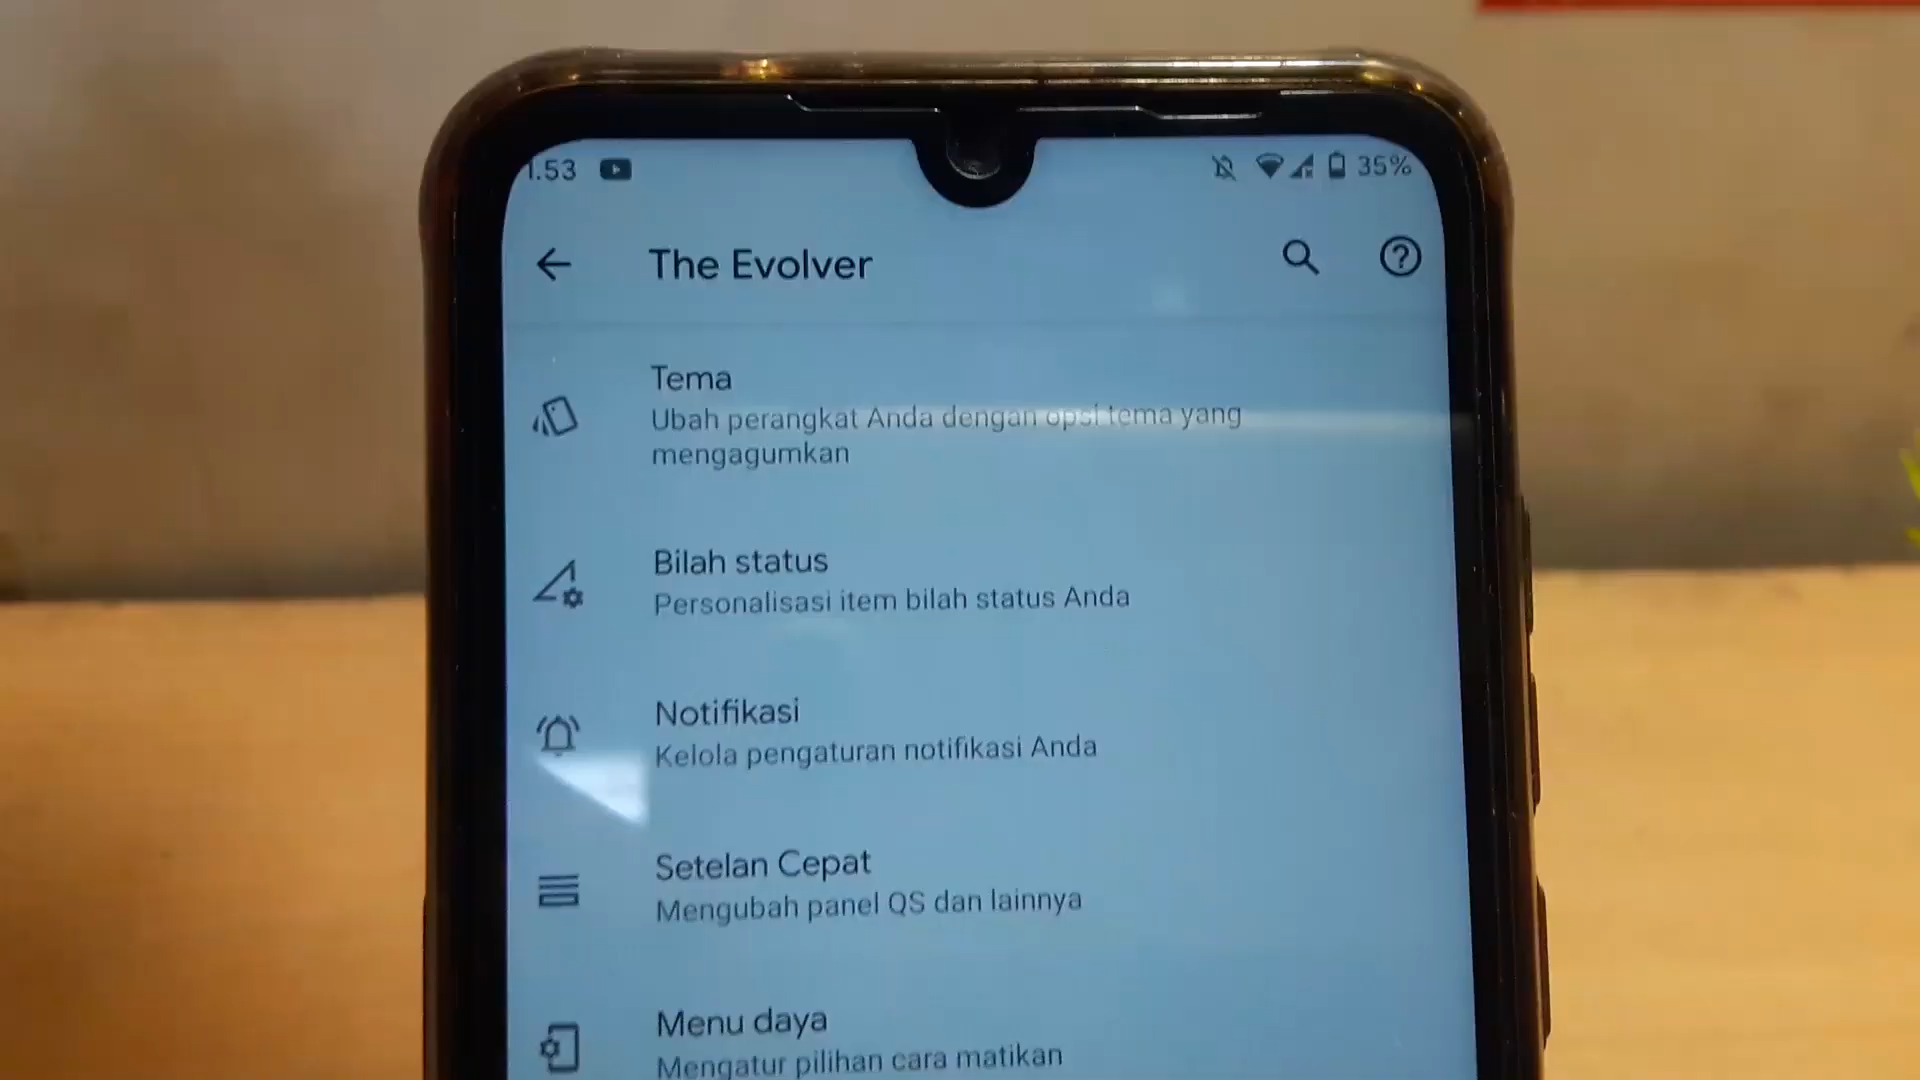 1.53
35%
The Evolver
Tema
Ubah perangkat Anda dengan opsi tema yang
mengagumkan
Bilah status
Personalisasi item bilah status Anda
Notifikasi
Kelola pengaturan notifikasi Anda
Setelan Cepat
Mengubah panel QS dan lainnya
Menu daya
Mengatur pilihan cara matikan